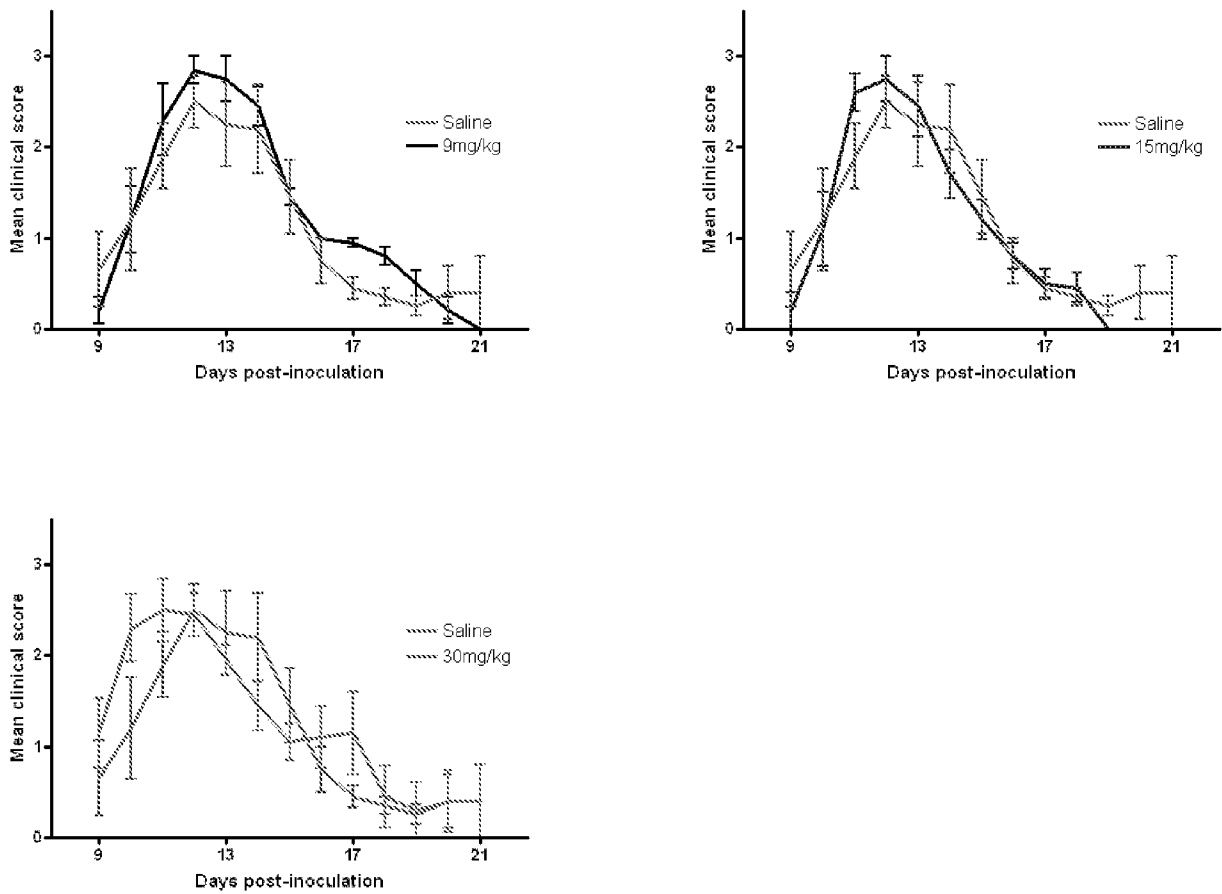 Mean clinical score
3
2
1
0
9 13 17 21
Days post-inoculation
Saline
9mg/kg
Mean clinical score
3
2
1
0
9 13 17 21
Days post-inoculation
Saline
15mg/kg
Mean clinical score
3
2
1
0
9 13 17 21
Days post-inoculation
Saline
30mg/kg